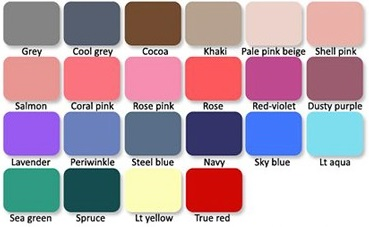 Grey Cool grey Cocoa Khaki Pale pink beige Shell pink
Salmon Coral pink Rose pink Rose Red-violet Dusty purple
Lavender Periwinkle Steel blue Navy Sky blue Lt aqua
Sea green Spruce Lt yellow True red